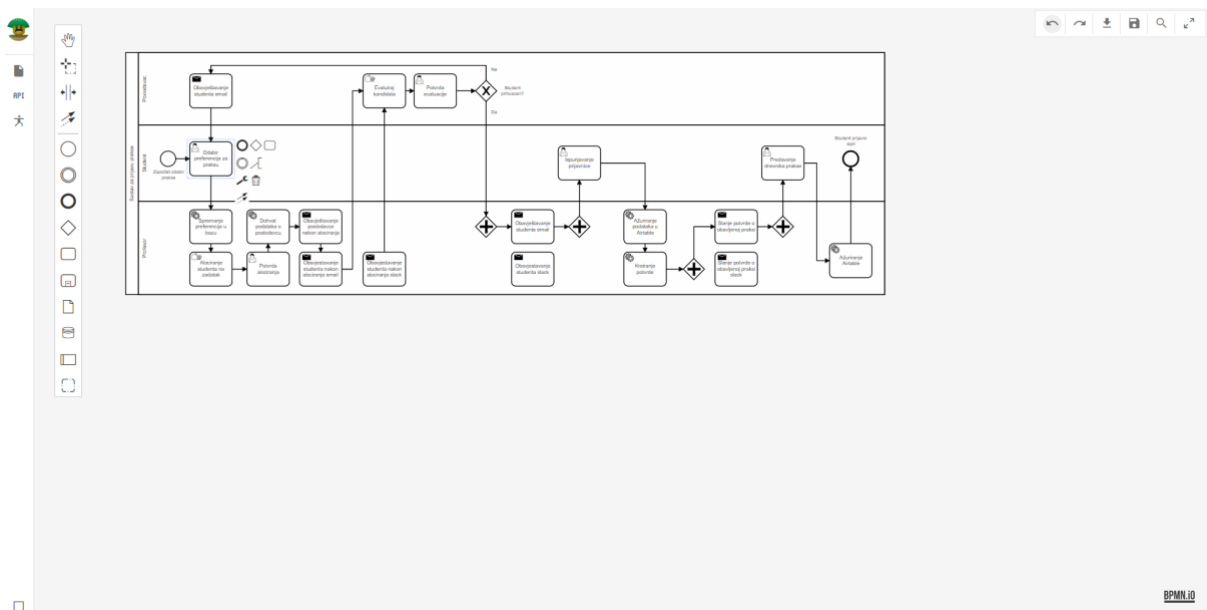 API
Sustav za prijavu prakse
Poslodavac
Obavještavanje
studenta email
Evaluiraj
kandidata
Potvrda
evaluacije
Ne
Student
prihvaćen?
Da
Student
Započet odabir
prakse
Odabir
preferencija za
praksu
Ispunjavanje
prijavnice
Predavanje
dnevnika prakse
Student prijavio
Profesor
Spremanje
preferencija u
bazu
Dohvat
podataka o
poslodavcu
Obavještavanje
poslodavca
nakon alociranja
Alociranje
studenta na
zadatak
Potvrda
alociranja
Obavještavanje
studenta nakon
alociranja email
Obavještavanje
studenta nakon
alociranja slack
Obavještavanje
studenta email
Obavještavanje
studenta slack
Ažuriranje
podataka u
Airtable
Kreiranje
potvrde
Slanje potvrde o
obavljenoj praksi
Slanje potvrde o
obavljenoj praksi
slack
Ažuriranje
Airtable
BPMN.iO